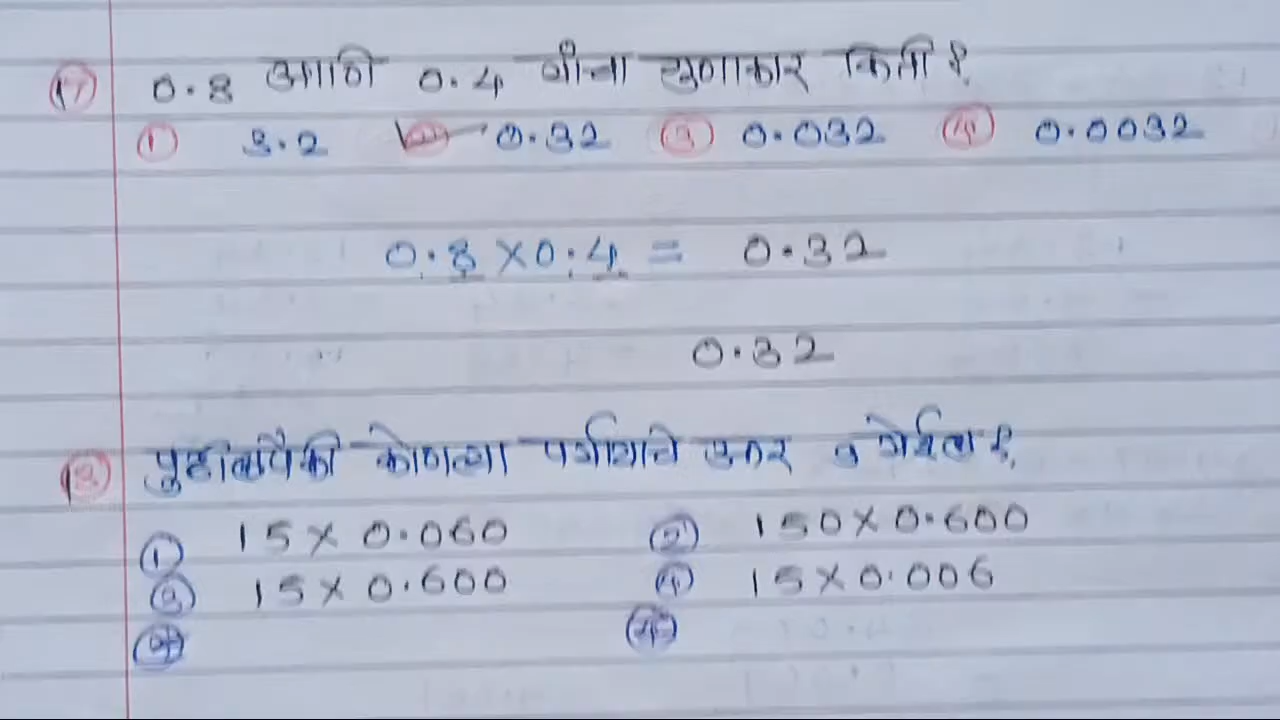 (17) 0.8 आणि 0.4 यांचा गुणाकार किती ?
(1) 3.2 (2) 0.32 (3) 0.032 (4) 0.0032
0.8 × 0.4 = 0.32
0.32
(18) पुढीलपैकी कोणत्या पर्यायाचे उत्तर 9 येईल ?
(1) 15 × 0.060 (2) 150 × 0.600
(3) 15 × 0.600 (4) 15 × 0.006